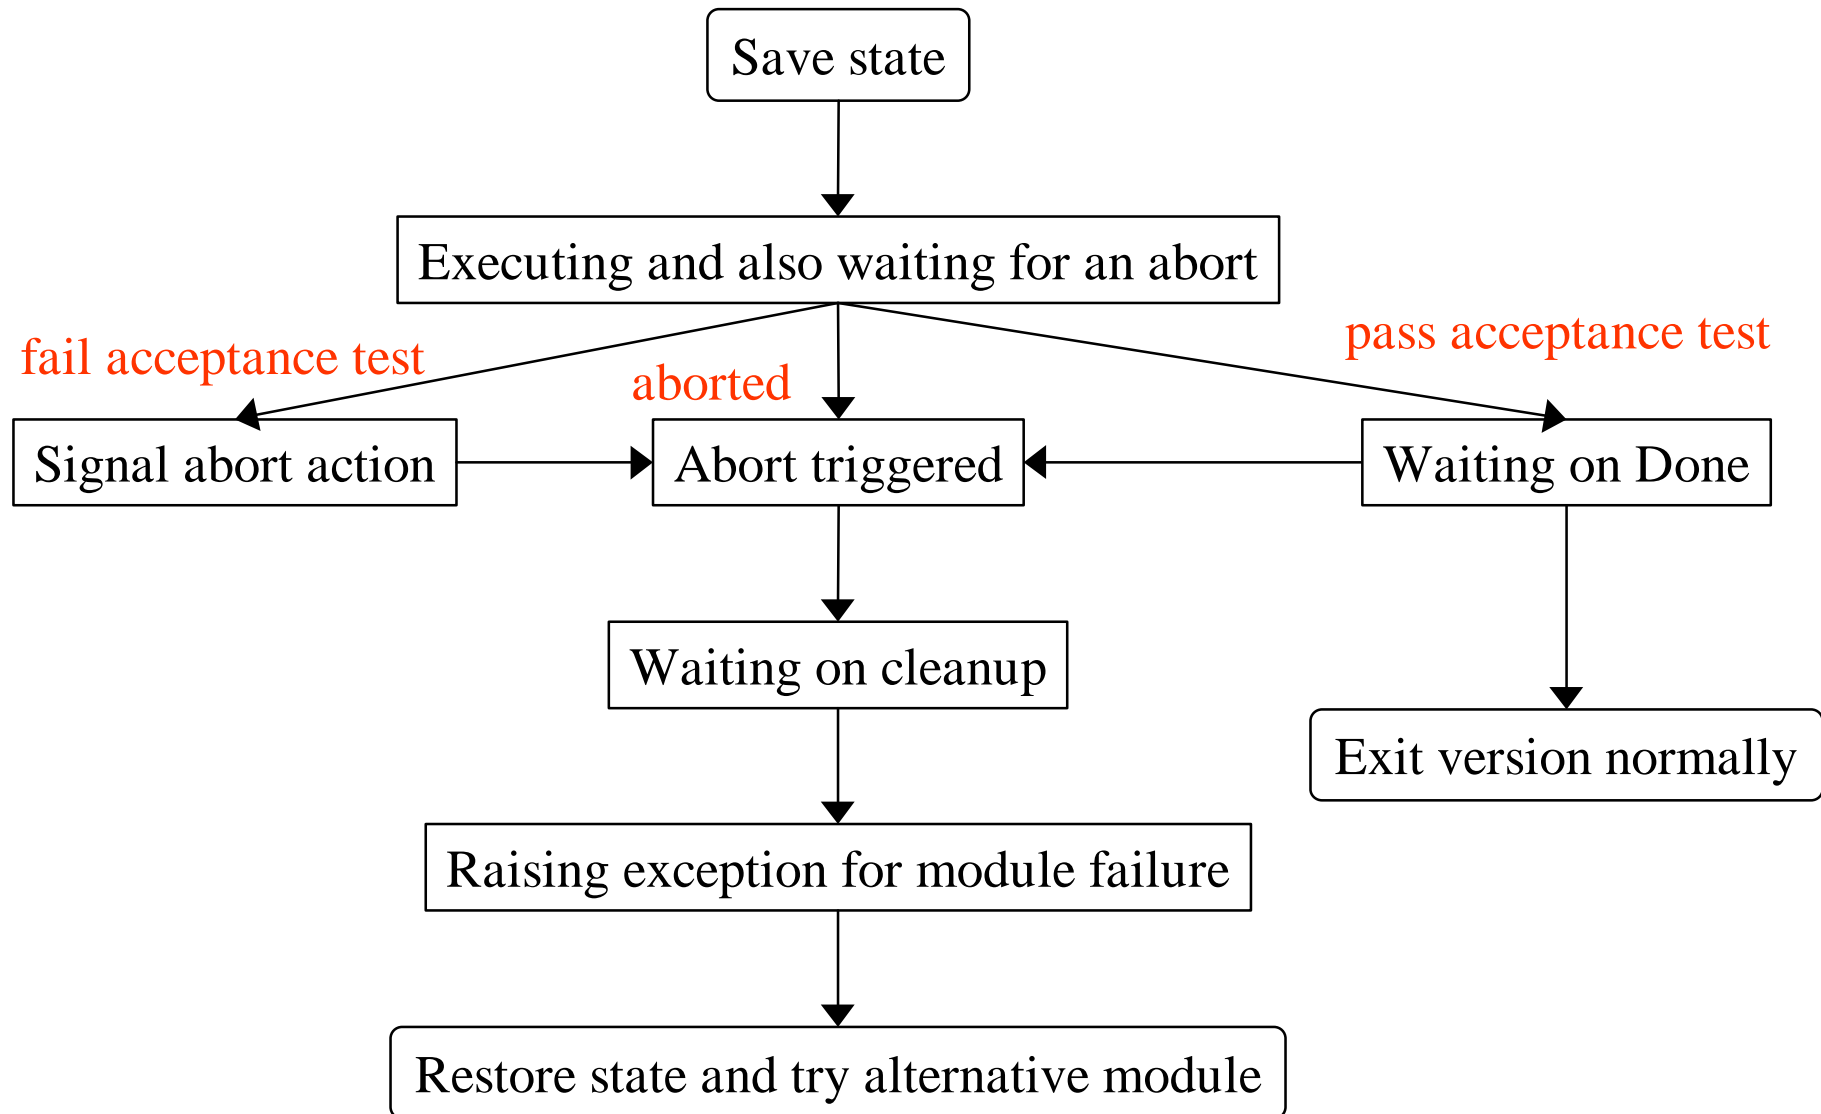 Save state
Executing and also waiting for an abort
fail acceptance test
aborted
pass acceptance test
Signal abort action
Abort triggered
Waiting on Done
Waiting on cleanup
Exit version normally
Raising exception for module failure
Restore state and try alternative module